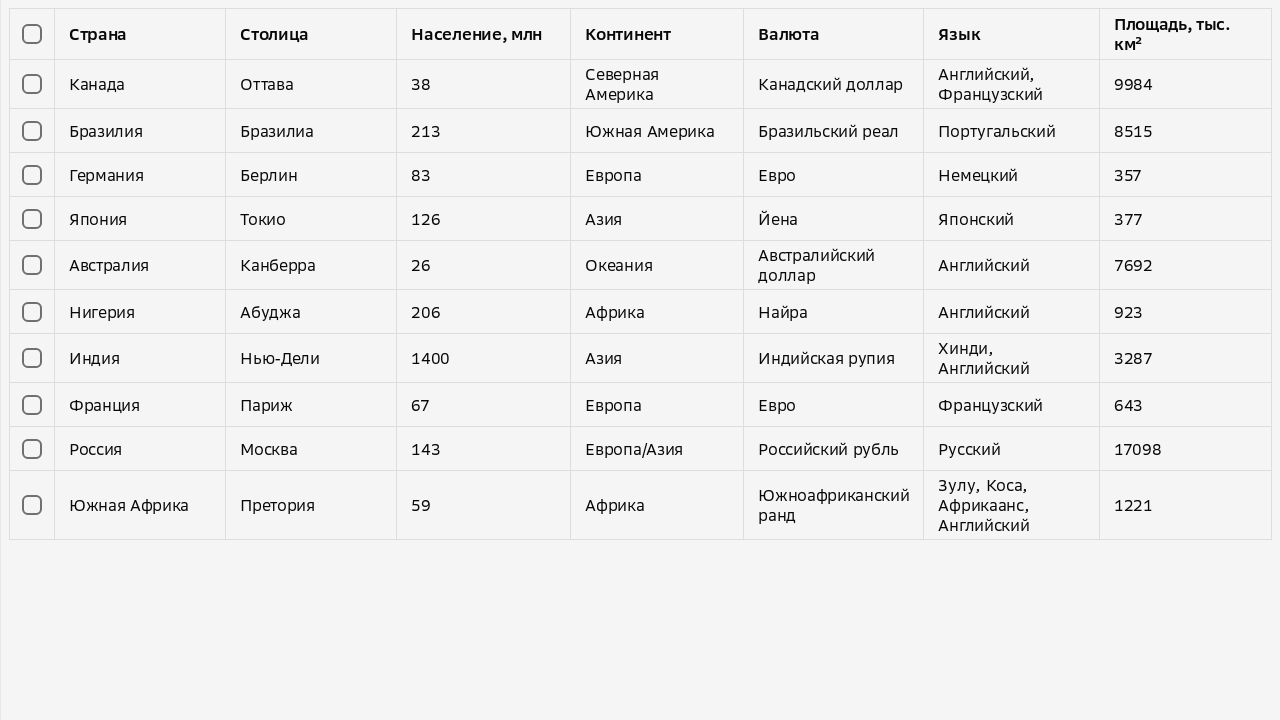 Страна Столица Население, млн Континент Валюта Язык Площадь, тыс. км²
Канада Оттава 38 Северная Америка Канадский доллар Английский, Французский 9984
Бразилия Бразилиа 213 Южная Америка Бразильский реал Португальский 8515
Германия Берлин 83 Европа Евро Немецкий 357
Япония Токио 126 Азия Йена Японский 377
Австралия Канберра 26 Океания Австралийский доллар Английский 7692
Нигерия Абуджа 206 Африка Найра Английский 923
Индия Нью-Дели 1400 Азия Индийская рупия Хинди, Английский 3287
Франция Париж 67 Европа Евро Французский 643
Россия Москва 143 Европа/Азия Российский рубль Русский 17098
Южная Африка Претория 59 Африка Южноафриканский ранд Зулу, Коса, Африкаанс, Английский 1221